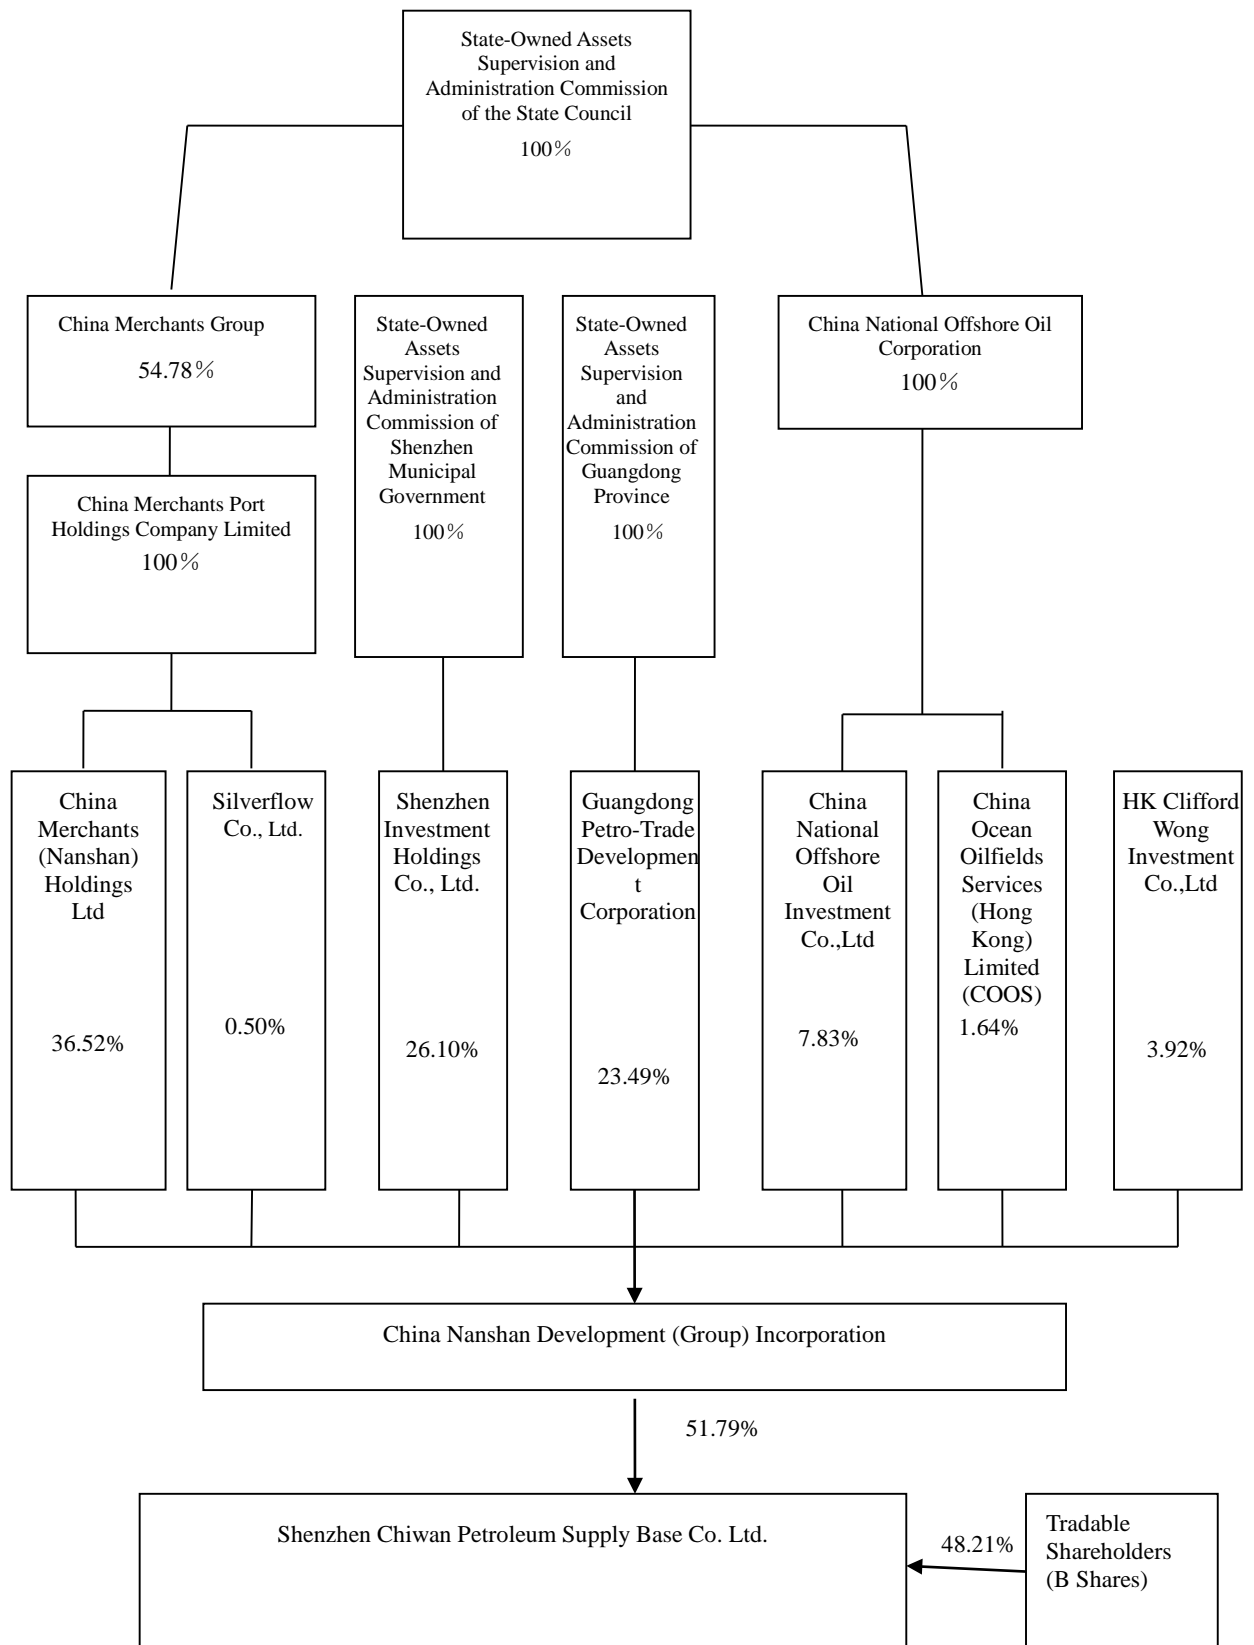 State-Owned Assets
Supervision and
Administration Commission
of the State Council
100%
China Merchants Group
54.78%
State-Owned
Assets
Supervision and
Administration
Commission of
Shenzhen
Municipal
Government
100%
State-Owned
Assets
Supervision
and
Administration
Commission of
Guangdong
Province
100%
China National Offshore Oil
Corporation
100%
China Merchants Port
Holdings Company Limited
100%
China
Merchants
(Nanshan)
Holdings
Ltd
36.52%
Silverflow
Co., Ltd.
0.50%
Shenzhen
Investment
Holdings
Co., Ltd.
26.10%
Guangdong
Petro-Trade
Developmen
t
Corporation
23.49%
China
National
Offshore
Oil
Investment
Co.,Ltd
7.83%
China
Ocean
Oilfields
Services
(Hong
Kong)
Limited
(COOS)
1.64%
HK Clifford
Wong
Investment
Co.,Ltd
3.92%
China Nanshan Development (Group) Incorporation
51.79%
Shenzhen Chiwan Petroleum Supply Base Co. Ltd.
48.21%
Tradable
Shareholders
(B Shares)